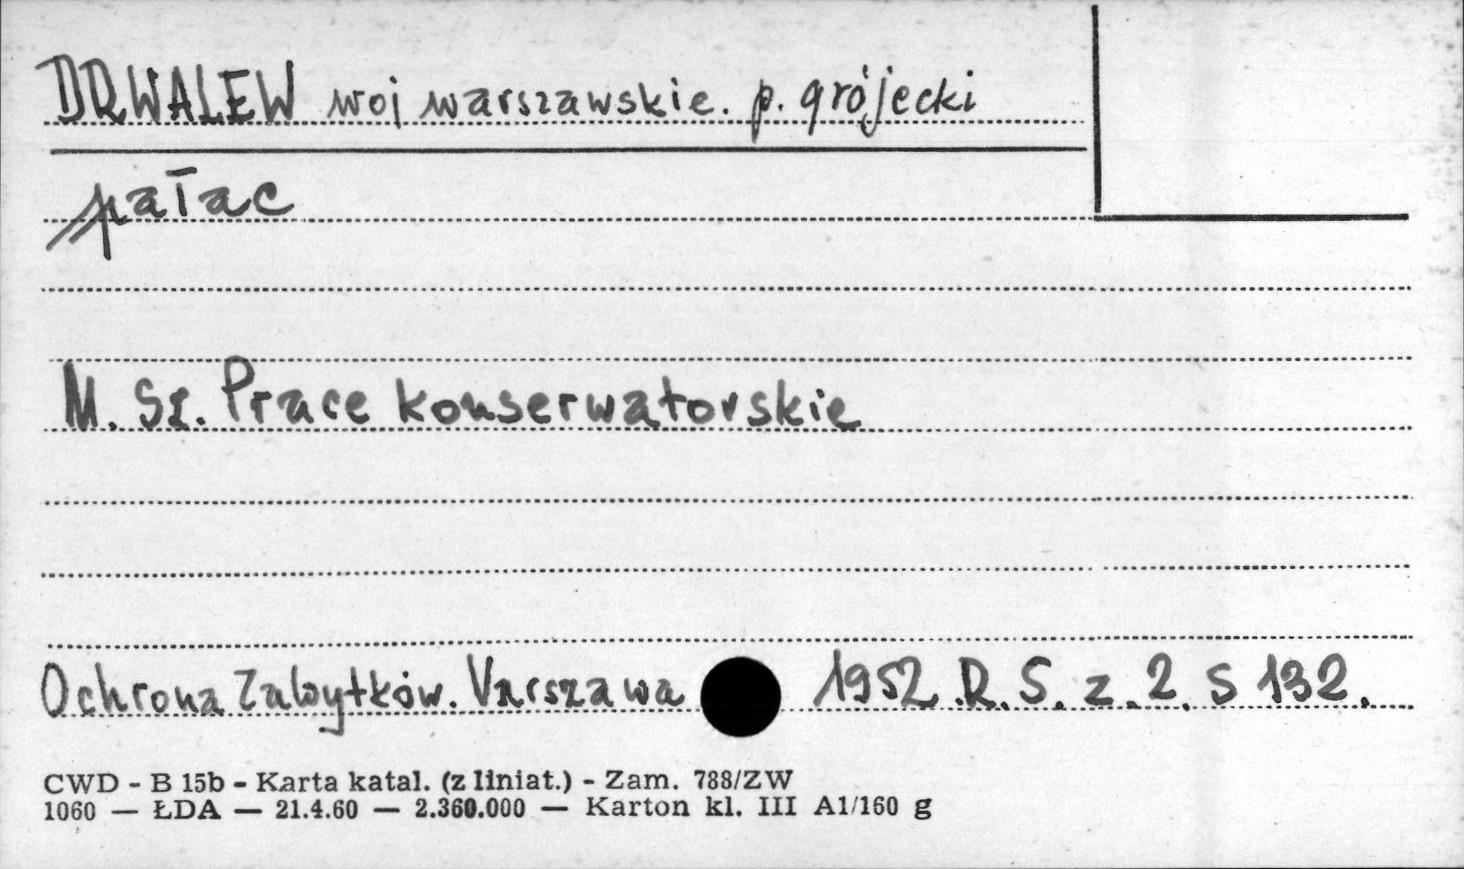 DRWALEW woj warszawskie. p. grójecki
pałac
M. Sz. Prace konserwatorskie
Ochrona Zabytków. Warszawa 1952. R. 5. z. 2. S 132.
CWD - B 15b - Karta katal. (z liniat.) - Zam. 788/ZW
1060 — ŁDA — 21.4.60 — 2.360.000 — Karton kl. III A1/160 g